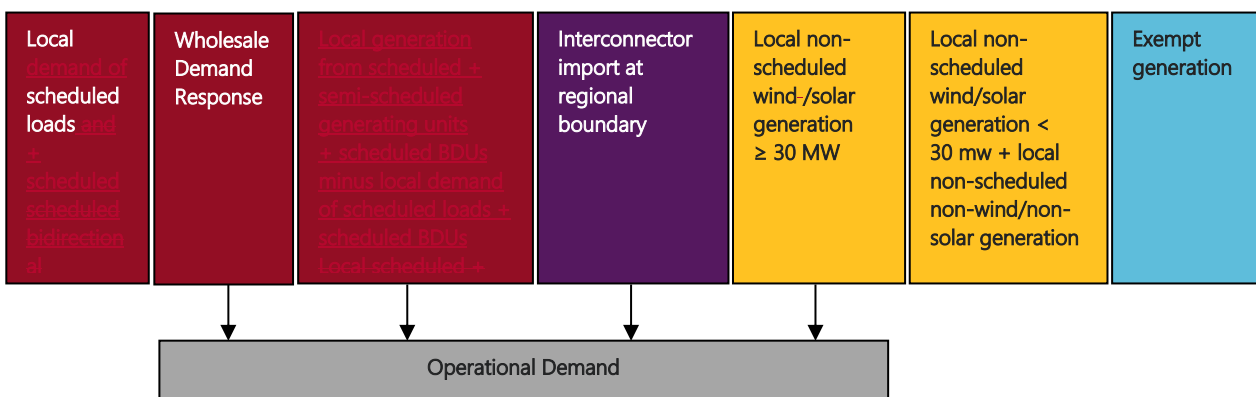 Local
demand of
scheduled
loads and
+
scheduled
scheduled
bidirection
al
Wholesale
Demand
Response
Local generation
from scheduled +
semi-scheduled
generating units
+ scheduled BDUs
minus local demand
of scheduled loads +
scheduled BDUs
Local scheduled +
Interconnector
import at
regional
boundary
Local non-
scheduled
wind-/solar
generation
≥ 30 MW
Local non-
scheduled
wind/solar
generation <
30 mw + local
non-scheduled
non-wind/non-
solar generation
Exempt
generation
Operational Demand